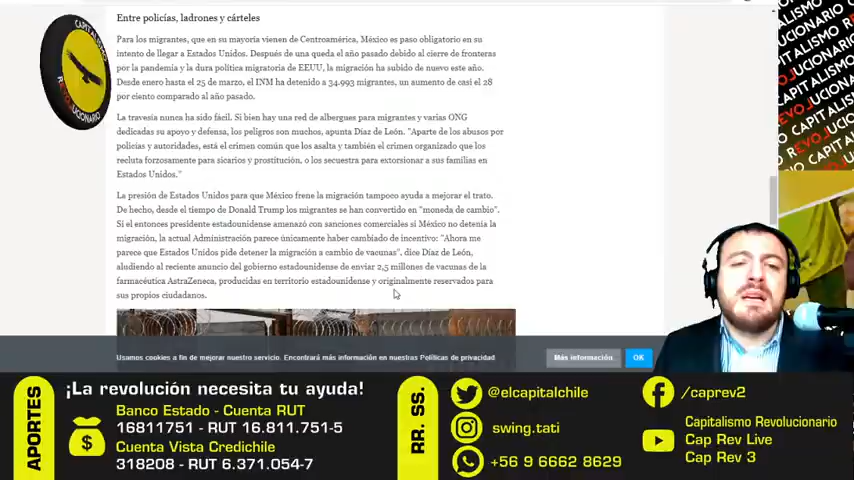 Entre policías, ladrones y cárteles
Para los migrantes, que en su mayoría vienen de Centroamérica, México es paso obligatorio en su
intento de llegar a Estados Unidos. Después de una queda el año pasado debido al cierre de fronteras
por la pandemia y la dura política migratoria de EEUU, la migración ha subido de nuevo este año.
Desde enero hasta el 25 de marzo, el INM ha detenido a 34.993 migrantes, un aumento de casi el 28
por ciento comparado al año pasado.
La travesía nunca ha sido fácil. Si bien hay una red de albergues para migrantes y varias ONG
dedicadas su apoyo y defensa, los peligros son muchos, apunta Díaz de León. "Aparte de los abusos por
policías y autoridades, está el crimen común que los asalta y también el crimen organizado que los
recluta forzosamente para sicarios y prostitución, o los secuestra para extorsionar a sus familias en
Estados Unidos."
La presión de Estados Unidos para que México frene la migración tampoco ayuda a mejorar el trato.
De hecho, desde el tiempo de Donald Trump los migrantes se han convertido en "moneda de cambio".
Si el entonces presidente estadounidense amenazó con sanciones comerciales si México no detenía la
migración, la actual Administración parece únicamente haber cambiado de incentivo: "Ahora me
parece que Estados Unidos pide detener la migración a cambio de vacunas", dice Díaz de León,
aludiendo al reciente anuncio del gobierno estadounidense de enviar 2,5 millones de vacunas de la
farmacéutica AstraZeneca, producidas en territorio estadounidense y originalmente reservados para
sus propios ciudadanos.
Usamos cookies a fin de mejorar nuestro servicio. Encontrará más información en nuestras Políticas de privacidad.
Más información.
OK
CAPITALISMO
REVOLUCIONARIO
CAPITALISMO
REVOLUCIONARIO
APORTES
¡La revolución necesita tu ayuda!
Banco Estado - Cuenta RUT
16811751 - RUT 16.811.751-5
Cuenta Vista Credichile
318208 - RUT 6.371.054-7
RR. SS.
@elcapitalchile
swing.tati
+56 9 6662 8629
/caprev2
Capitalismo Revolucionario
Cap Rev Live
Cap Rev 3